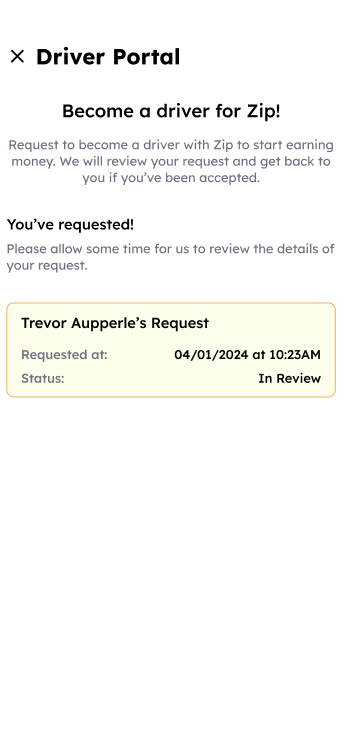 Driver Portal
Become a driver for Zip!
Request to become a driver with Zip to start earning
money. We will review your request and get back to
you if you’ve been accepted.
You’ve requested!
Please allow some time for us to review the details of
your request.
Trevor Aupperle’s Request
Requested at: 04/01/2024 at 10:23AM
Status: In Review